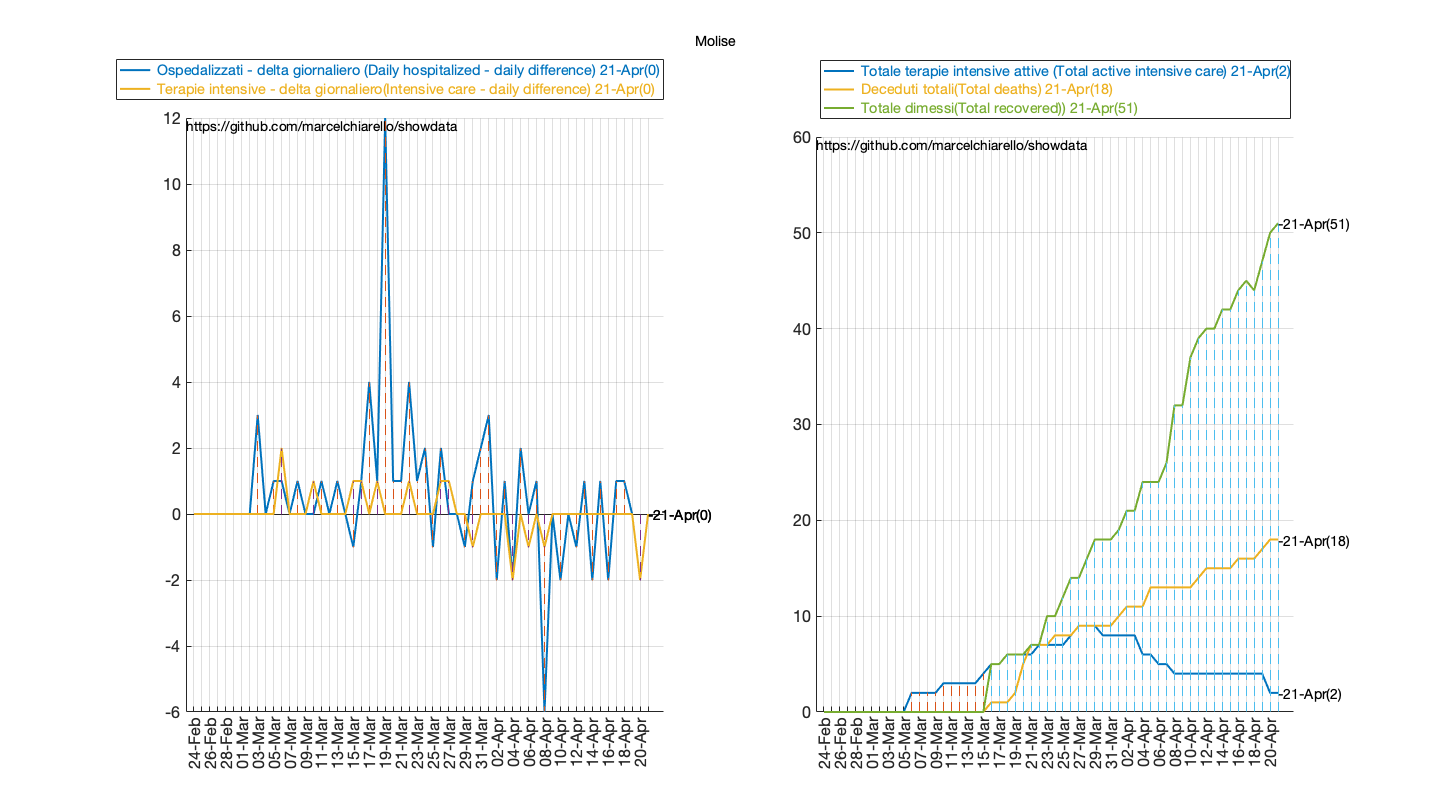 Molise
Ospedalizzati - delta giornaliero (Daily hospitalized - daily difference) 21-Apr(0)
Terapie intensive - delta giornaliero(Intensive care - daily difference) 21-Apr(0)
https://github.com/marcelchiarello/showdata
12
10
8
6
4
2
0
-2
-4
-6
-21-Apr(0)
24-Feb
26-Feb
28-Feb
01-Mar
03-Mar
05-Mar
07-Mar
09-Mar
11-Mar
13-Mar
15-Mar
17-Mar
19-Mar
21-Mar
23-Mar
25-Mar
27-Mar
29-Mar
31-Mar
02-Apr
04-Apr
06-Apr
08-Apr
10-Apr
12-Apr
14-Apr
16-Apr
18-Apr
20-Apr
Totale terapie intensive attive (Total active intensive care) 21-Apr(2)
Deceduti totali(Total deaths) 21-Apr(18)
Totale dimessi(Total recovered)) 21-Apr(51)
https://github.com/marcelchiarello/showdata
60
50
40
30
20
10
0
-21-Apr(51)
-21-Apr(18)
-21-Apr(2)
24-Feb
26-Feb
28-Feb
01-Mar
03-Mar
05-Mar
07-Mar
09-Mar
11-Mar
13-Mar
15-Mar
17-Mar
19-Mar
21-Mar
23-Mar
25-Mar
27-Mar
29-Mar
31-Mar
02-Apr
04-Apr
06-Apr
08-Apr
10-Apr
12-Apr
14-Apr
16-Apr
18-Apr
20-Apr